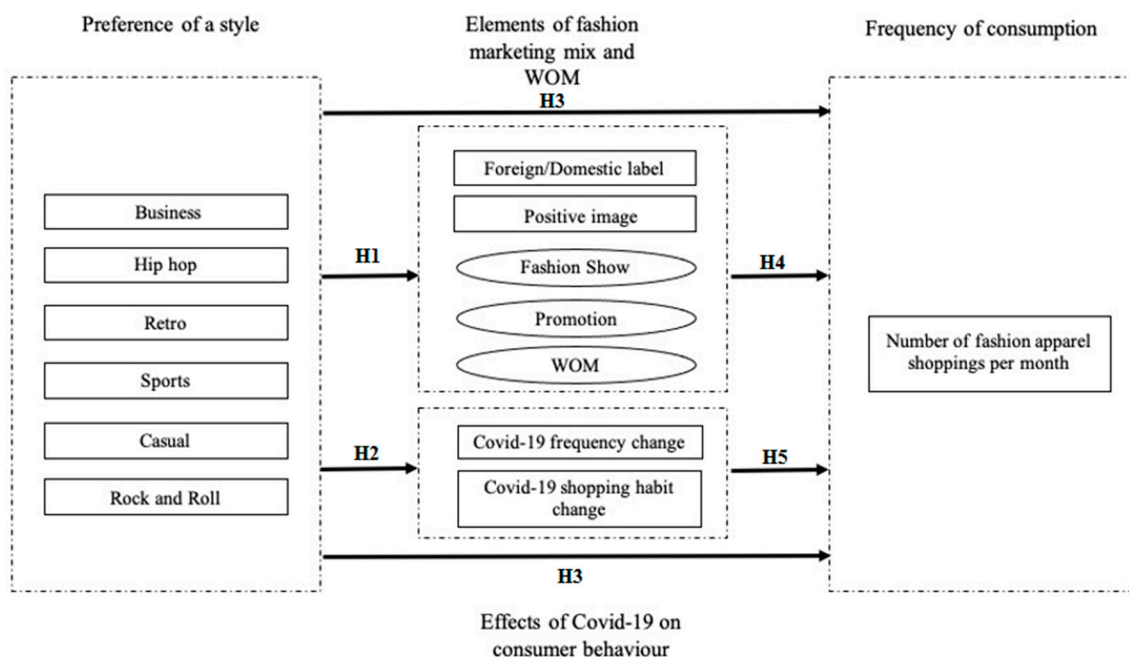 Preference of a style
Elements of fashion
marketing mix and
WOM
Frequency of consumption
H3
Business
Hip hop
Retro
Sports
Casual
Rock and Roll
H1
H2
Foreign/Domestic label
Positive image
Fashion Show
Promotion
WOM
Covid-19 frequency change
Covid-19 shopping habit
change
H4
H5
Number of fashion apparel
shoppings per month
H3
Effects of Covid-19 on
consumer behaviour